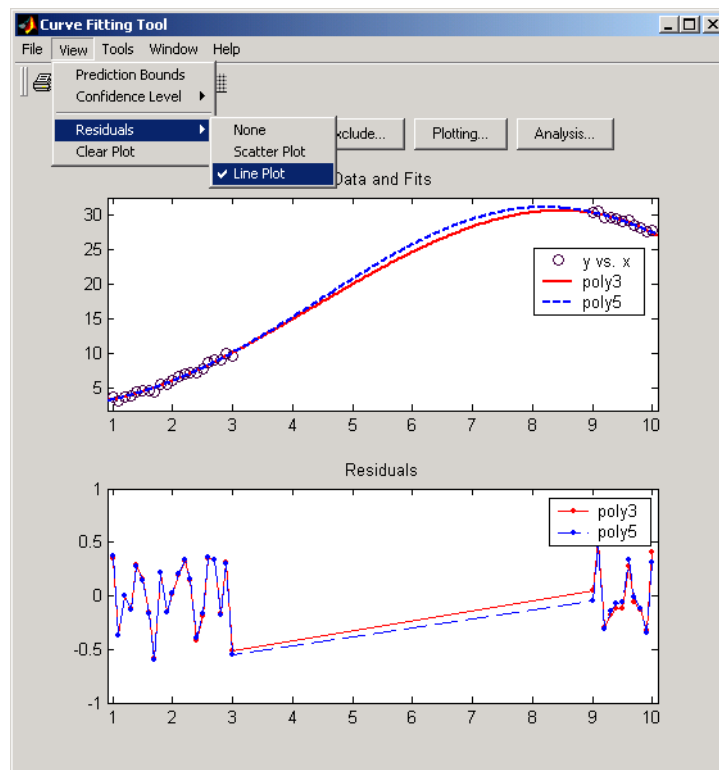 Curve Fitting Tool
File View Tools Window Help
Prediction Bounds
Confidence Level
Residuals
Clear Plot
None
Scatter Plot
Line Plot
Plotting...
Analysis...
Data and Fits
30
25
20
15
10
5
1 2 3 4 5 6 7 8 9 10
y vs. x
poly3
poly5
Residuals
1
0.5
0
-0.5
-1
1 2 3 4 5 6 7 8 9 10
poly3
poly5